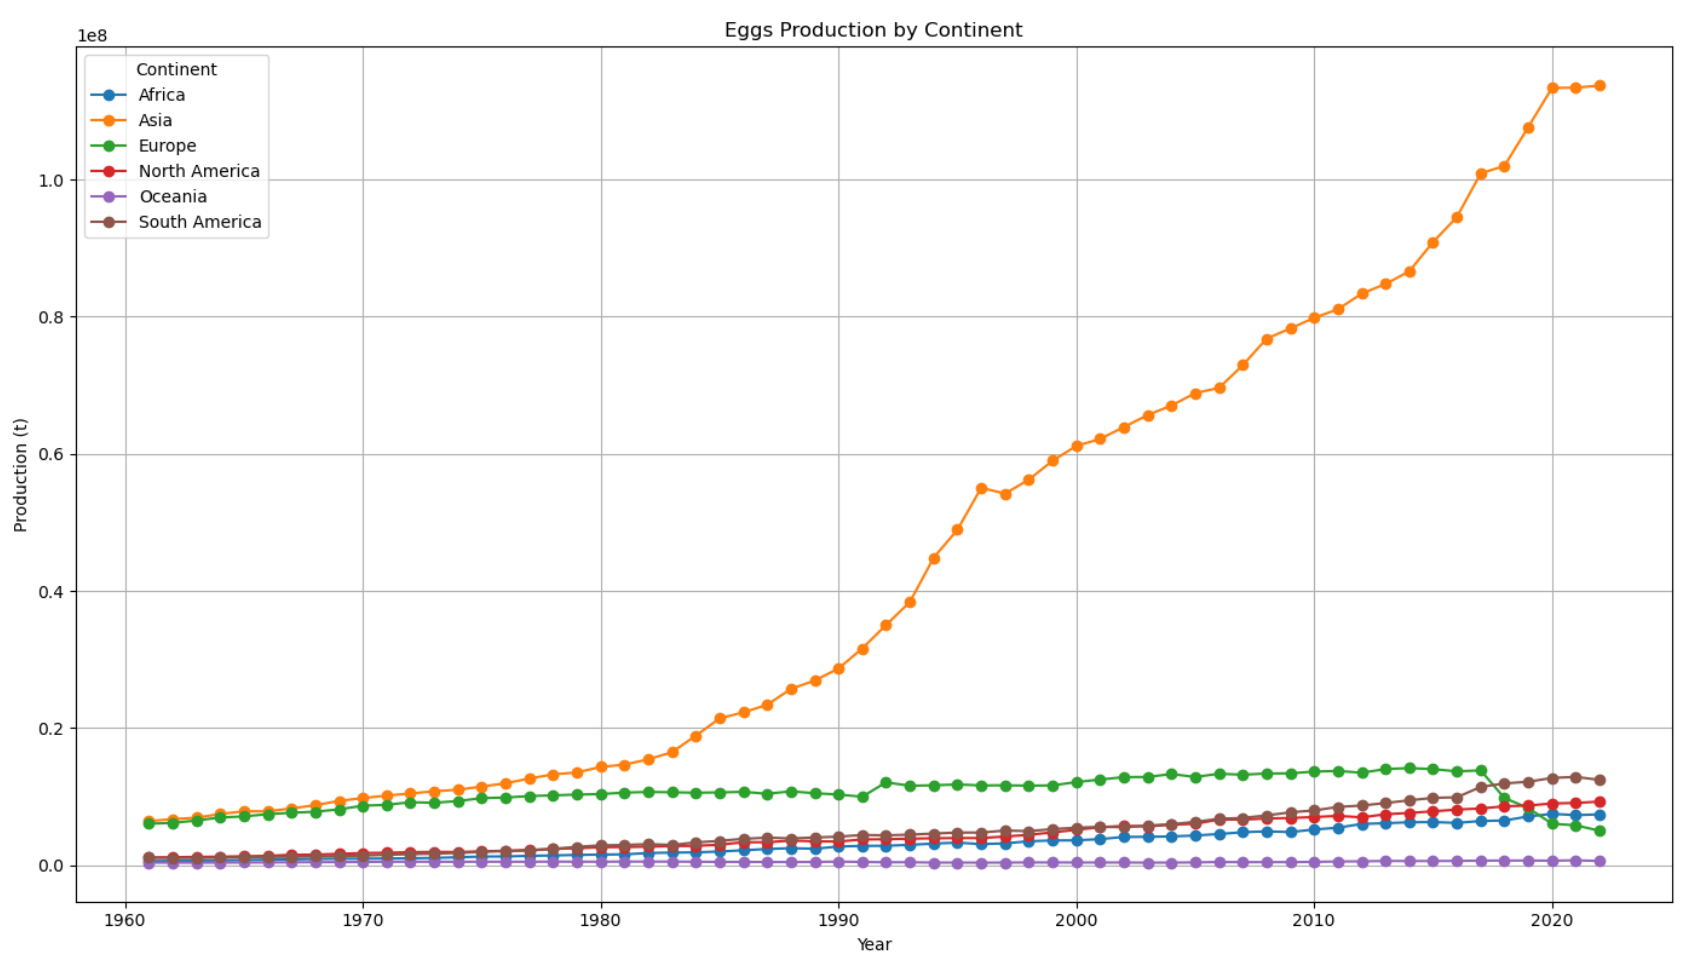 Eggs Production by Continent
1e8
Continent
Africa
Asia
Europe
North America
Oceania
South America
1.0
0.8
0.6
0.4
0.2
0.0
Production (t)
1960 1970 1980 1990 2000 2010 2020
Year